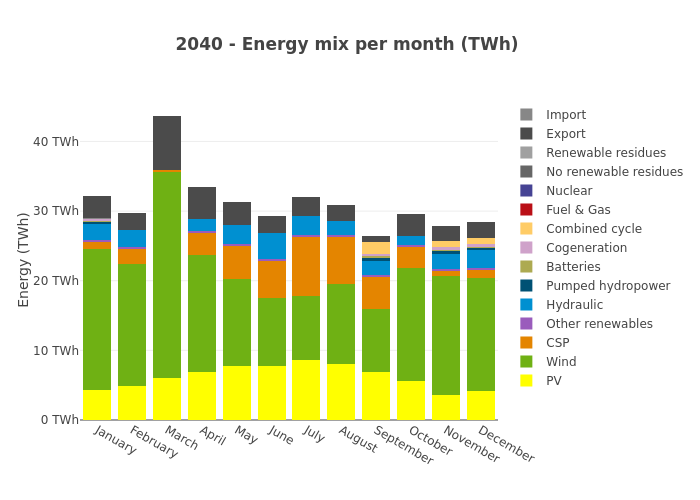 2040 - Energy mix per month (TWh)
Energy (TWh)
40 TWh
30 TWh
20 TWh
10 TWh
0 TWh
January
February
March
April
May
June
July
August
September
October
November
December
Import
Export
Renewable residues
No renewable residues
Nuclear
Fuel & Gas
Combined cycle
Cogeneration
Batteries
Pumped hydropower
Hydraulic
Other renewables
CSP
Wind
PV